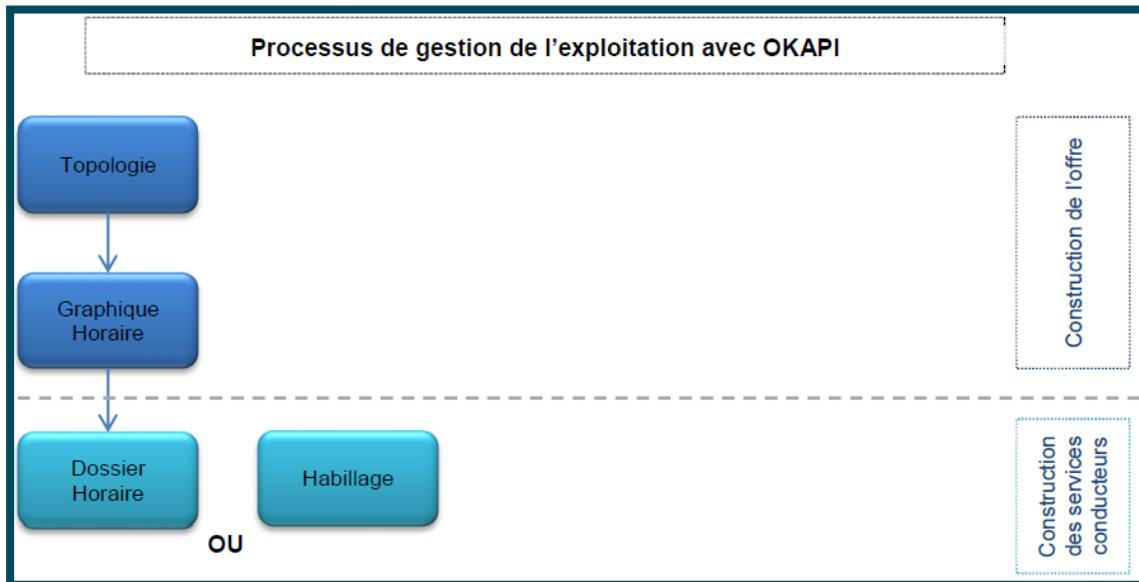 Processus de gestion de l’exploitation avec OKAPI
Topologie
Construction de l’offre
Graphique
Horaire
Dossier
Horaire
OU
Habillage
Construction
des services
conducteurs